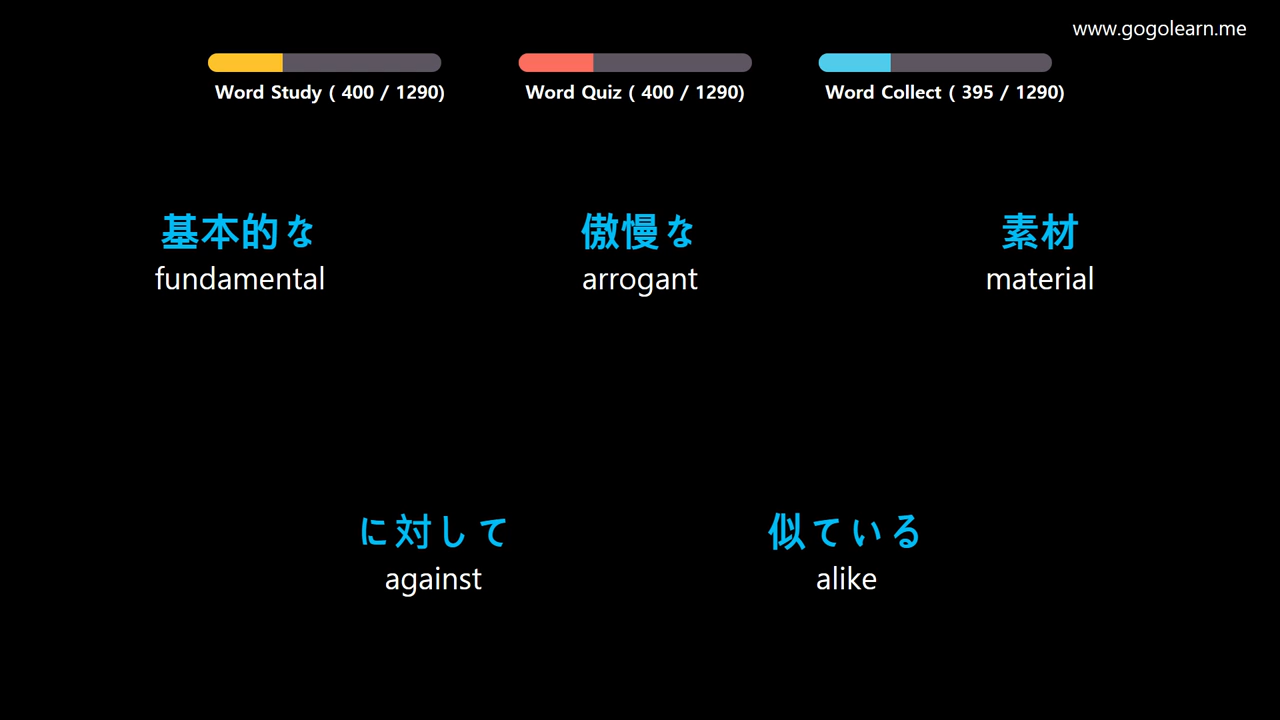 www.gogolearn.me
Word Study ( 400 / 1290)
Word Quiz ( 400 / 1290)
Word Collect ( 395 / 1290)
基本的な
fundamental
傲慢な
arrogant
素材
material
に対して
against
似ている
alike